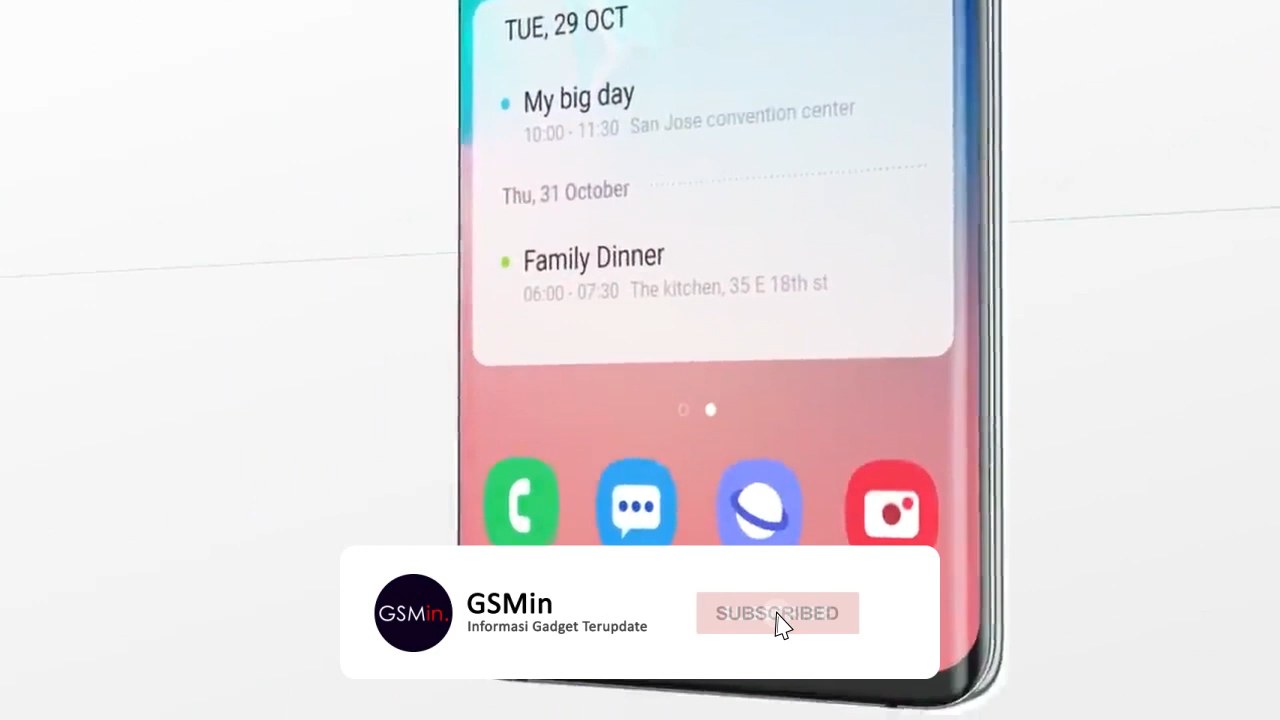 TUE, 29 OCT
My big day
10:00 - 11:30 San Jose convention center
Thu, 31 October
Family Dinner
06:00 - 07:30 The kitchen, 35 E 18th st
GSMin.
GSMin
Informasi Gadget Terupdate
SUBSCRIBED